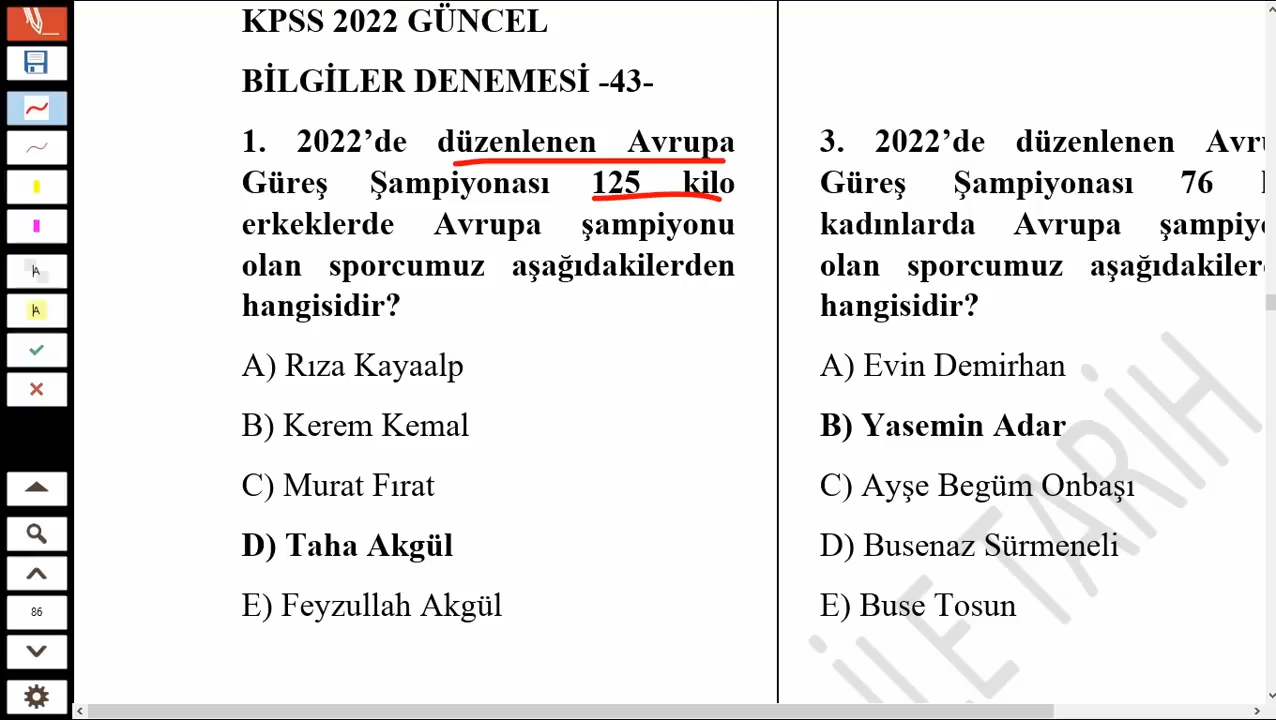 KPSS 2022 GÜNCEL
BİLGİLER DENEMESİ -43-
1. 2022’de düzenlenen Avrupa
Güreş Şampiyonası 125 kilo
erkeklerde Avrupa şampiyonu
olan sporcumuz aşağıdakilerden
hangisidir?
A) Rıza Kayaalp
B) Kerem Kemal
C) Murat Fırat
D) Taha Akgül
E) Feyzullah Akgül
3. 2022’de düzenlenen
Güreş Şampiyonası 76
kadınlarda Avrupa
olan sporcumuz
hangisidir?
A) Evin Demirhan
B) Yasemin Adar
C) Ayşe Begüm Onbaşı
D) Busenaz Sürmeneli
E) Buse Tosun
İLE TARİH
86